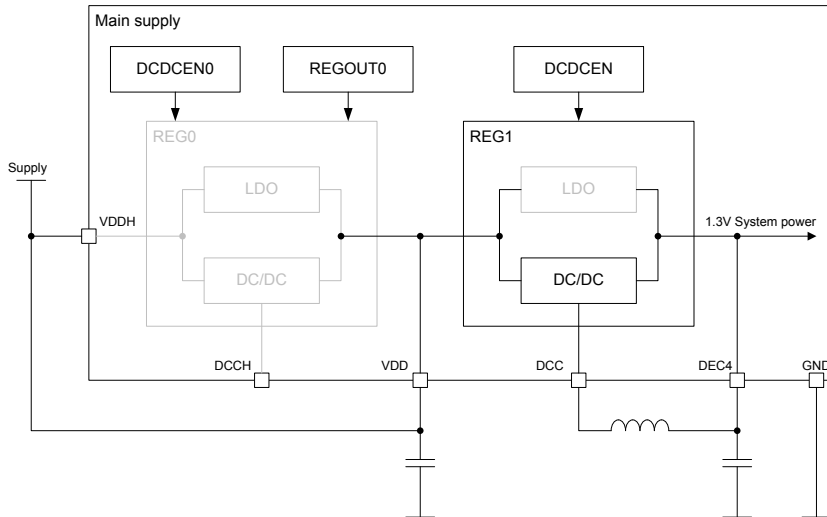 Main supply
DCDCEN0
REGOUT0
DCDCEN
REG0
REG1
Supply
LDO
LDO
VDDH
1.3V System power
DC/DC
DC/DC
DCCH
VDD
DCC
DEC4
GND